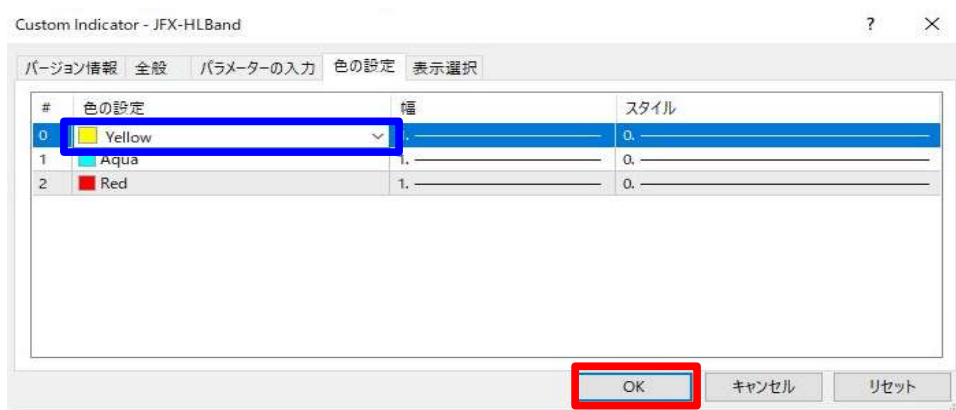 Custom Indicator - JFX-HLBand ? ×
バージョン情報 全般 パラメーターの入力 色の設定 表示選択
# 色の設定 幅 スタイル
0 Yellow 0.
1 Aqua 1. 0.
2 Red 1. 0.
OK キャンセル リセット